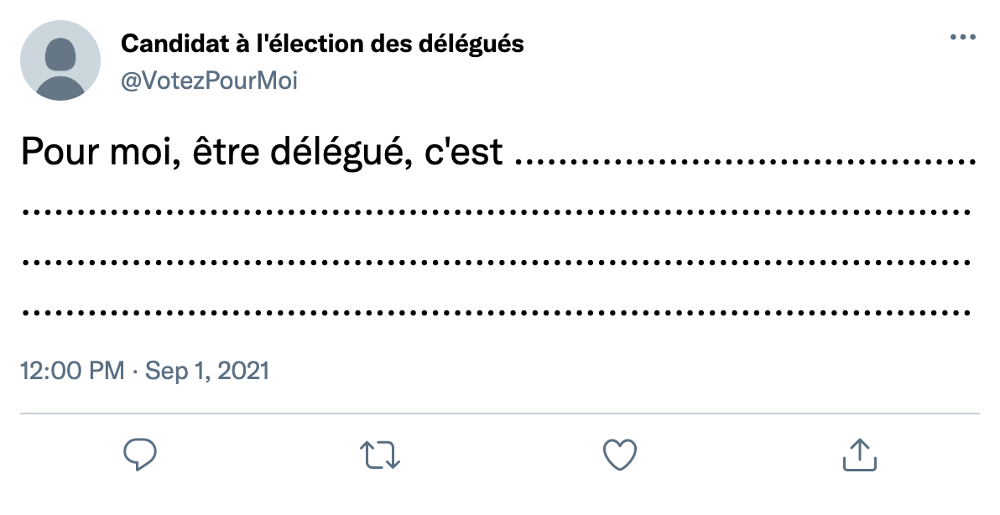 Candidat à l'élection des délégués
@VotezPourMoi
Pour moi, être délégué, c'est ..........................................
.......................................................................................
.......................................................................................
.......................................................................................
12:00 PM · Sep 1, 2021